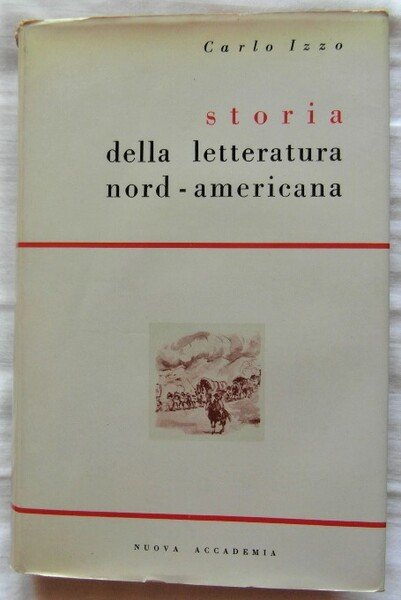 Carlo Izzo
storia
della letteratura
nord - americana
NUOVA ACCADEMIA